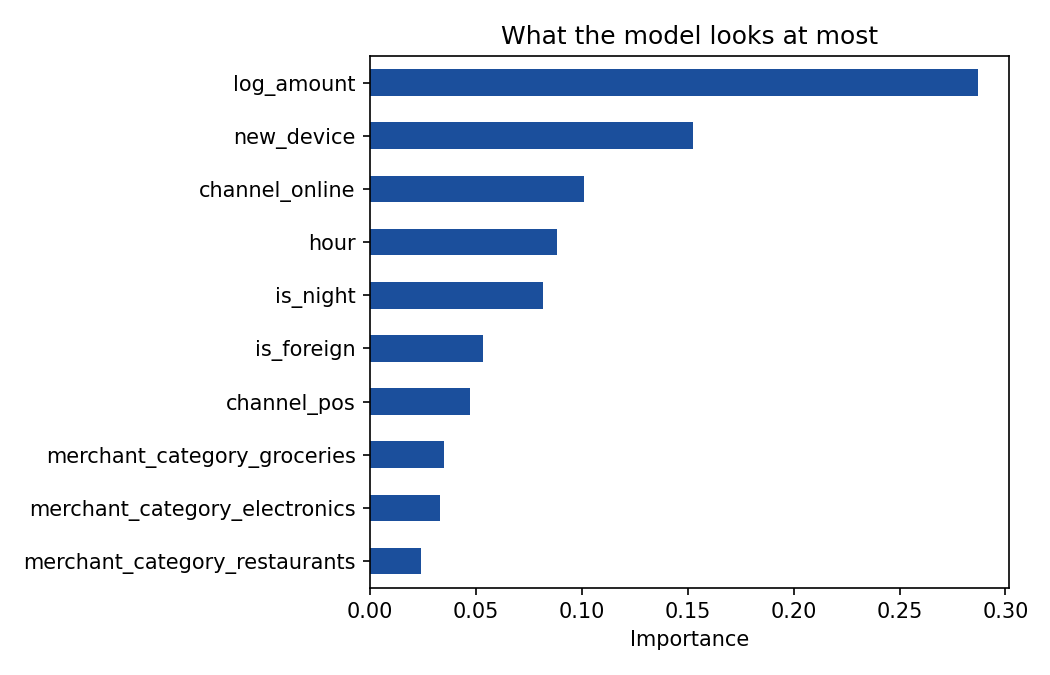 What the model looks at most
log_amount
new_device
channel_online
hour
is_night
is_foreign
channel_pos
merchant_category_groceries
merchant_category_electronics
merchant_category_restaurants
0.00 0.05 0.10 0.15 0.20 0.25 0.30
Importance